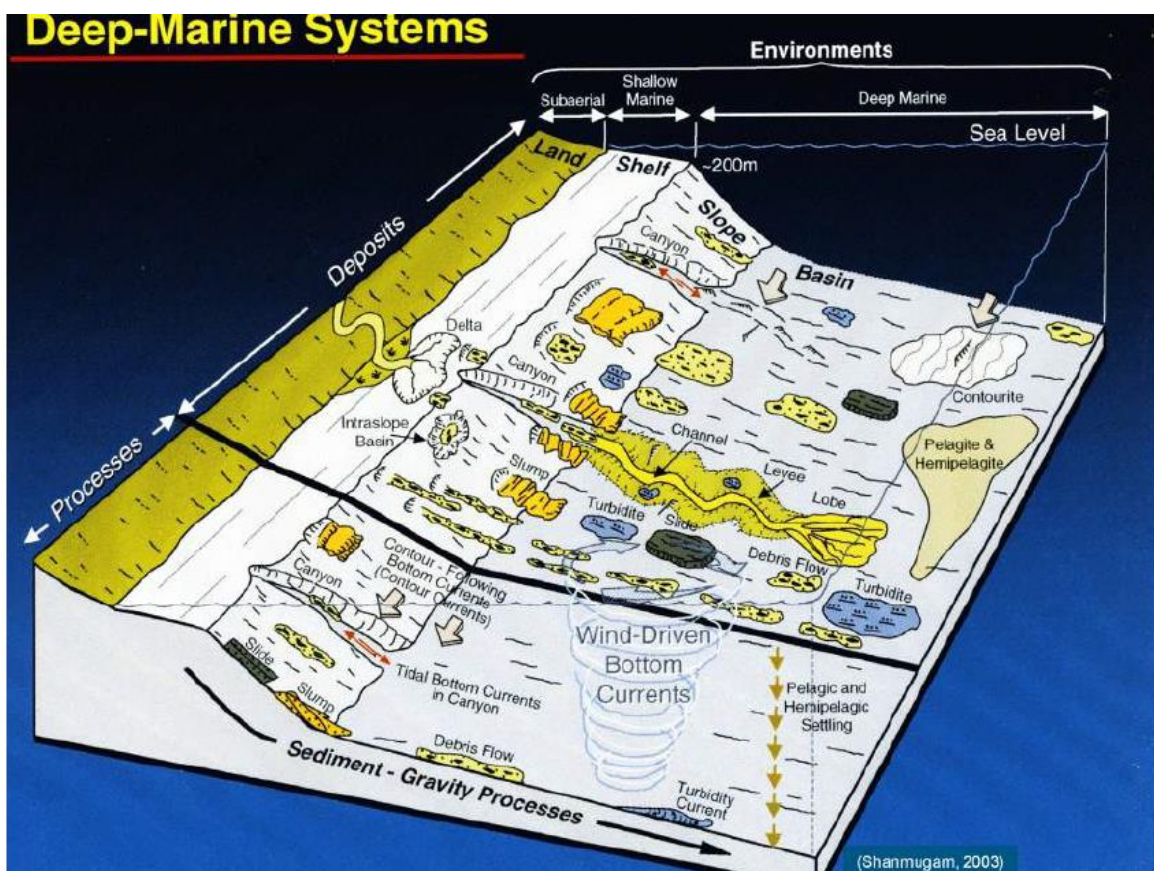 Deep-Marine Systems
Environments
Subaerial
Shallow
Marine
Deep Marine
Sea Level
Land
Shelf
~200m
Slope
Canyon
Basin
Deposits
Delta
Canyon
Contourite
Intraslope
Basin
Channel
Pelagite &
Hemipelagite
Levee
Processes
Slump
Lobe
Turbidite
Slide
Debris Flow
Contour - Following
Bottom Currents
(Contour Currents)
Turbidite
Canyon
Wind-Driven
Bottom
Currents
Slide
Tidal Bottom Currents
in Canyon
Pelagic and
Hemipelagic
Settling
Slump
Debris Flow
Sediment - Gravity Processes
Turbidity
Current
(Shanmugam, 2003)